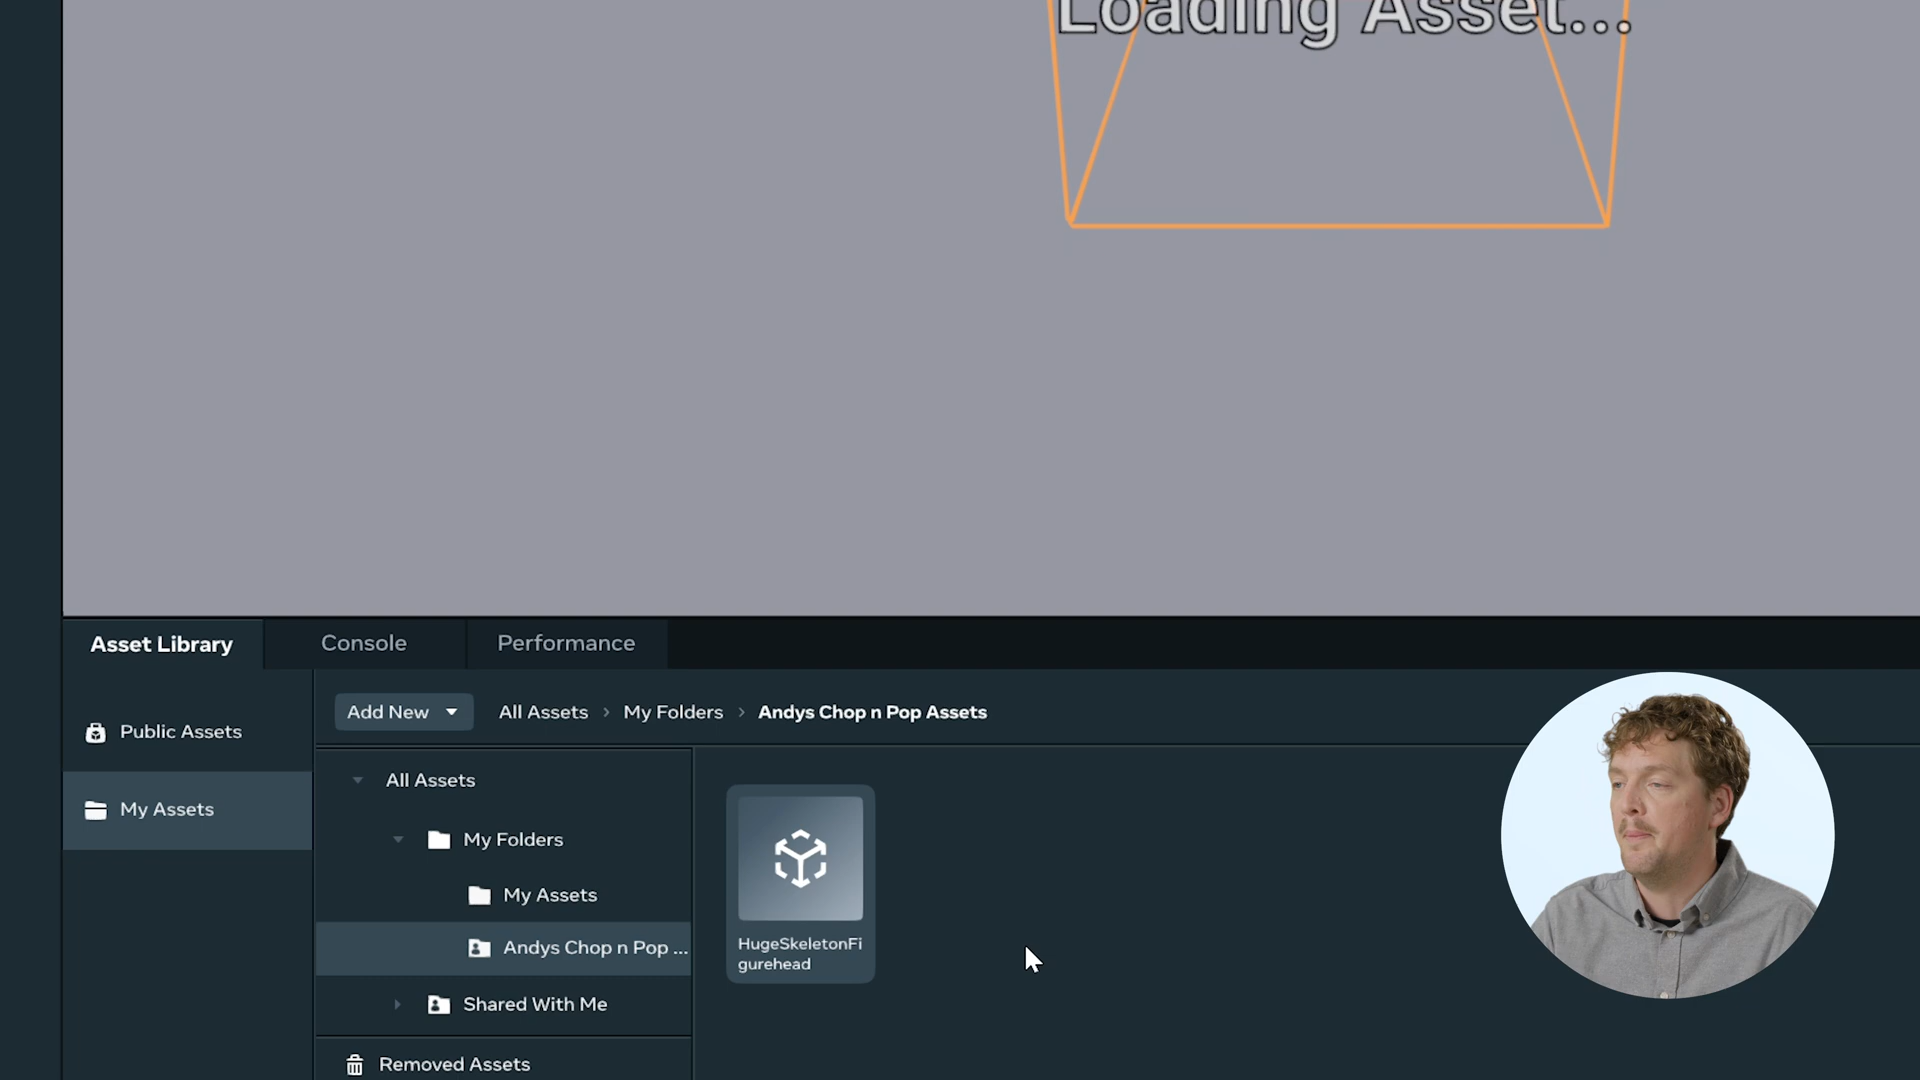 Loading Asset...
Asset Library
Console
Performance
Public Assets
My Assets
Add New
All Assets › My Folders › Andys Chop n Pop Assets
All Assets
My Folders
My Assets
Andys Chop n Pop ...
Shared With Me
Removed Assets
HugeSkeletonFi
gurehead